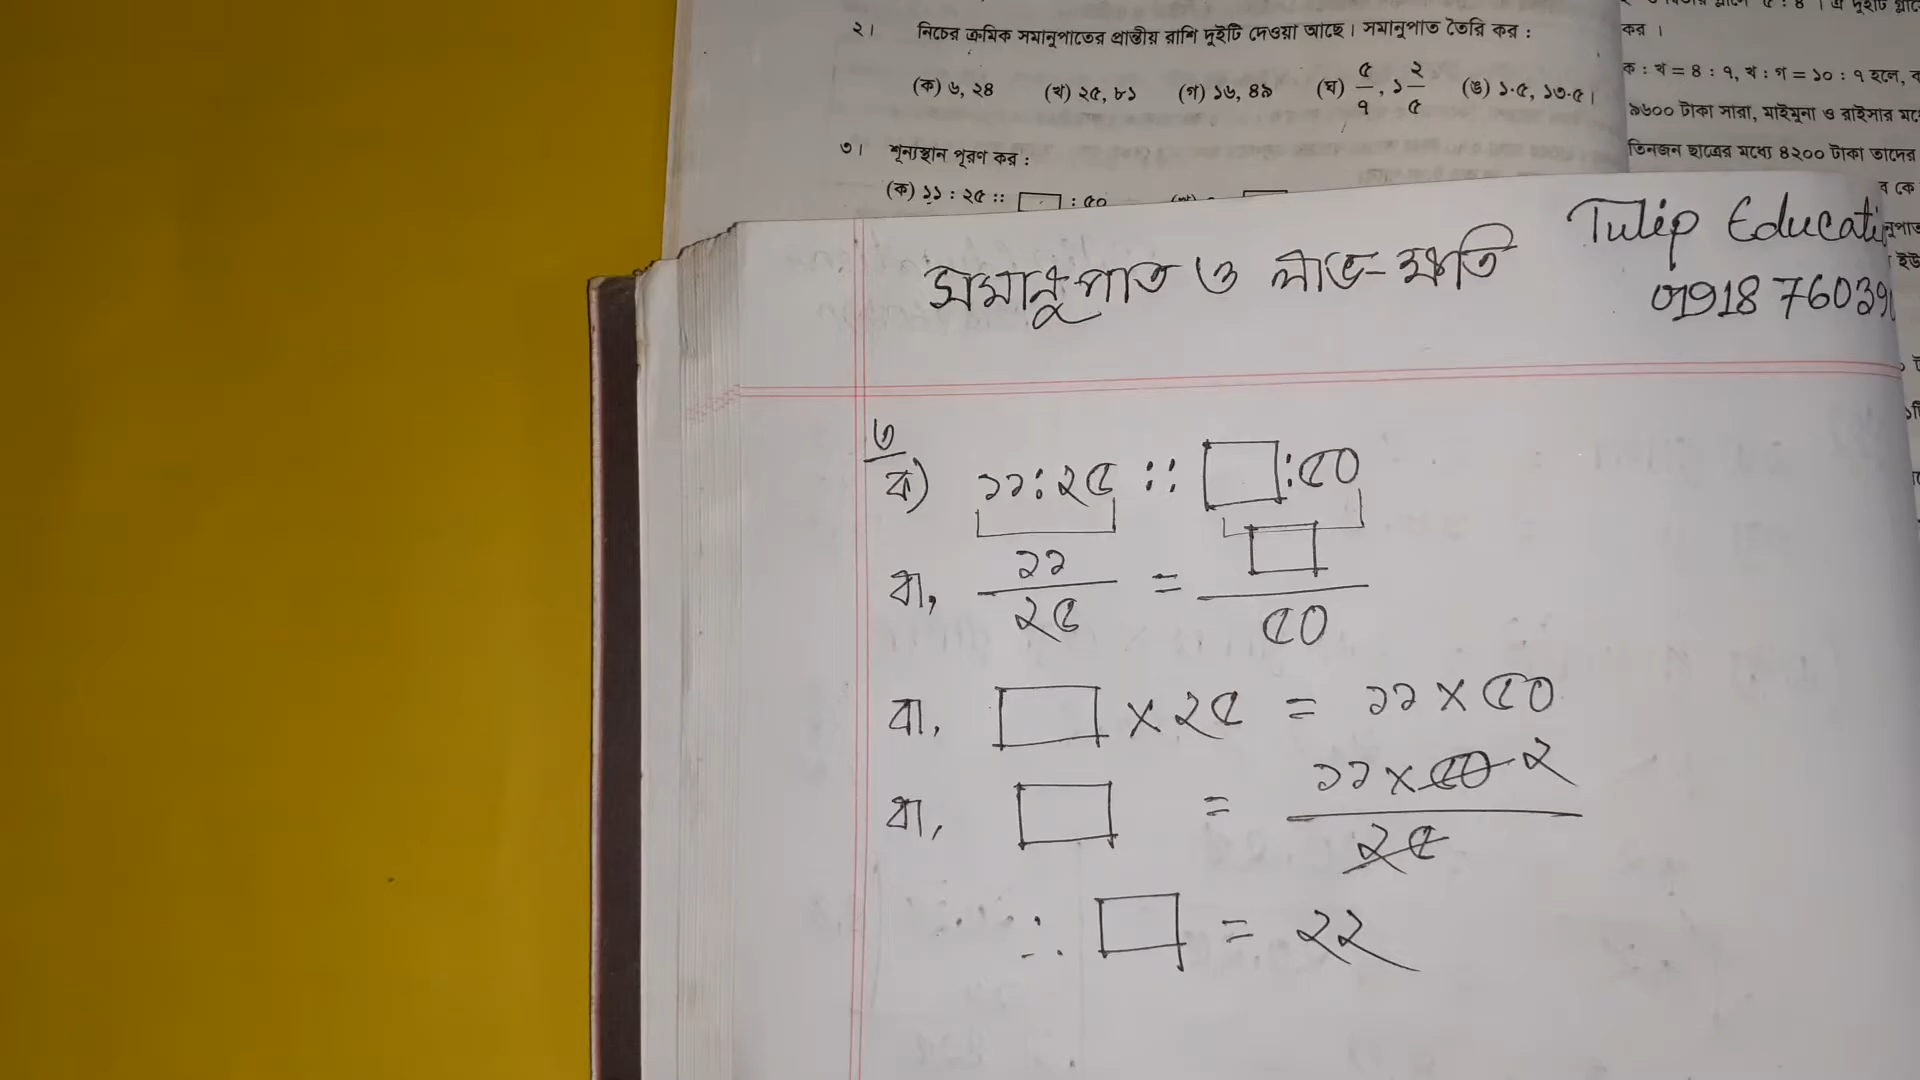 ২। নিচের ক্রমিক সমানুপাতের প্রান্তীয় রাশি দুইটি দেওয়া আছে। সমানুপাত তৈরি কর :
(ক) ৬, ২৪ (খ) ২৫, ৮১ (গ) ১৬, ৪৯ (ঘ) ৫/৭, ১ ২/৫ (ঙ) ১.৫, ১৩.৫।
৩। শূন্যস্থান পূরণ কর :
(ক) ১১ : ২৫ :: □ : ৫০
কর।
ক : খ = ৪ : ৭, খ : গ = ১০ : ৭ হলে,
৯৬০০ টাকা সারা, মাইমুনা ও রাইসার
তিনজন ছাত্রের মধ্যে ৪২০০ টাকা তাদের
সমানুপাত ও লাভ-ক্ষতি
Tulip Educati
0191876039
৩
ক) ১১:২৫ :: □:৫০
বা, ১১/২৫ = □/৫০
বা, □ × ২৫ = ১১ × ৫০
বা, □ = ১১ × ৫০ ২/২৫
∴ □ = ২২